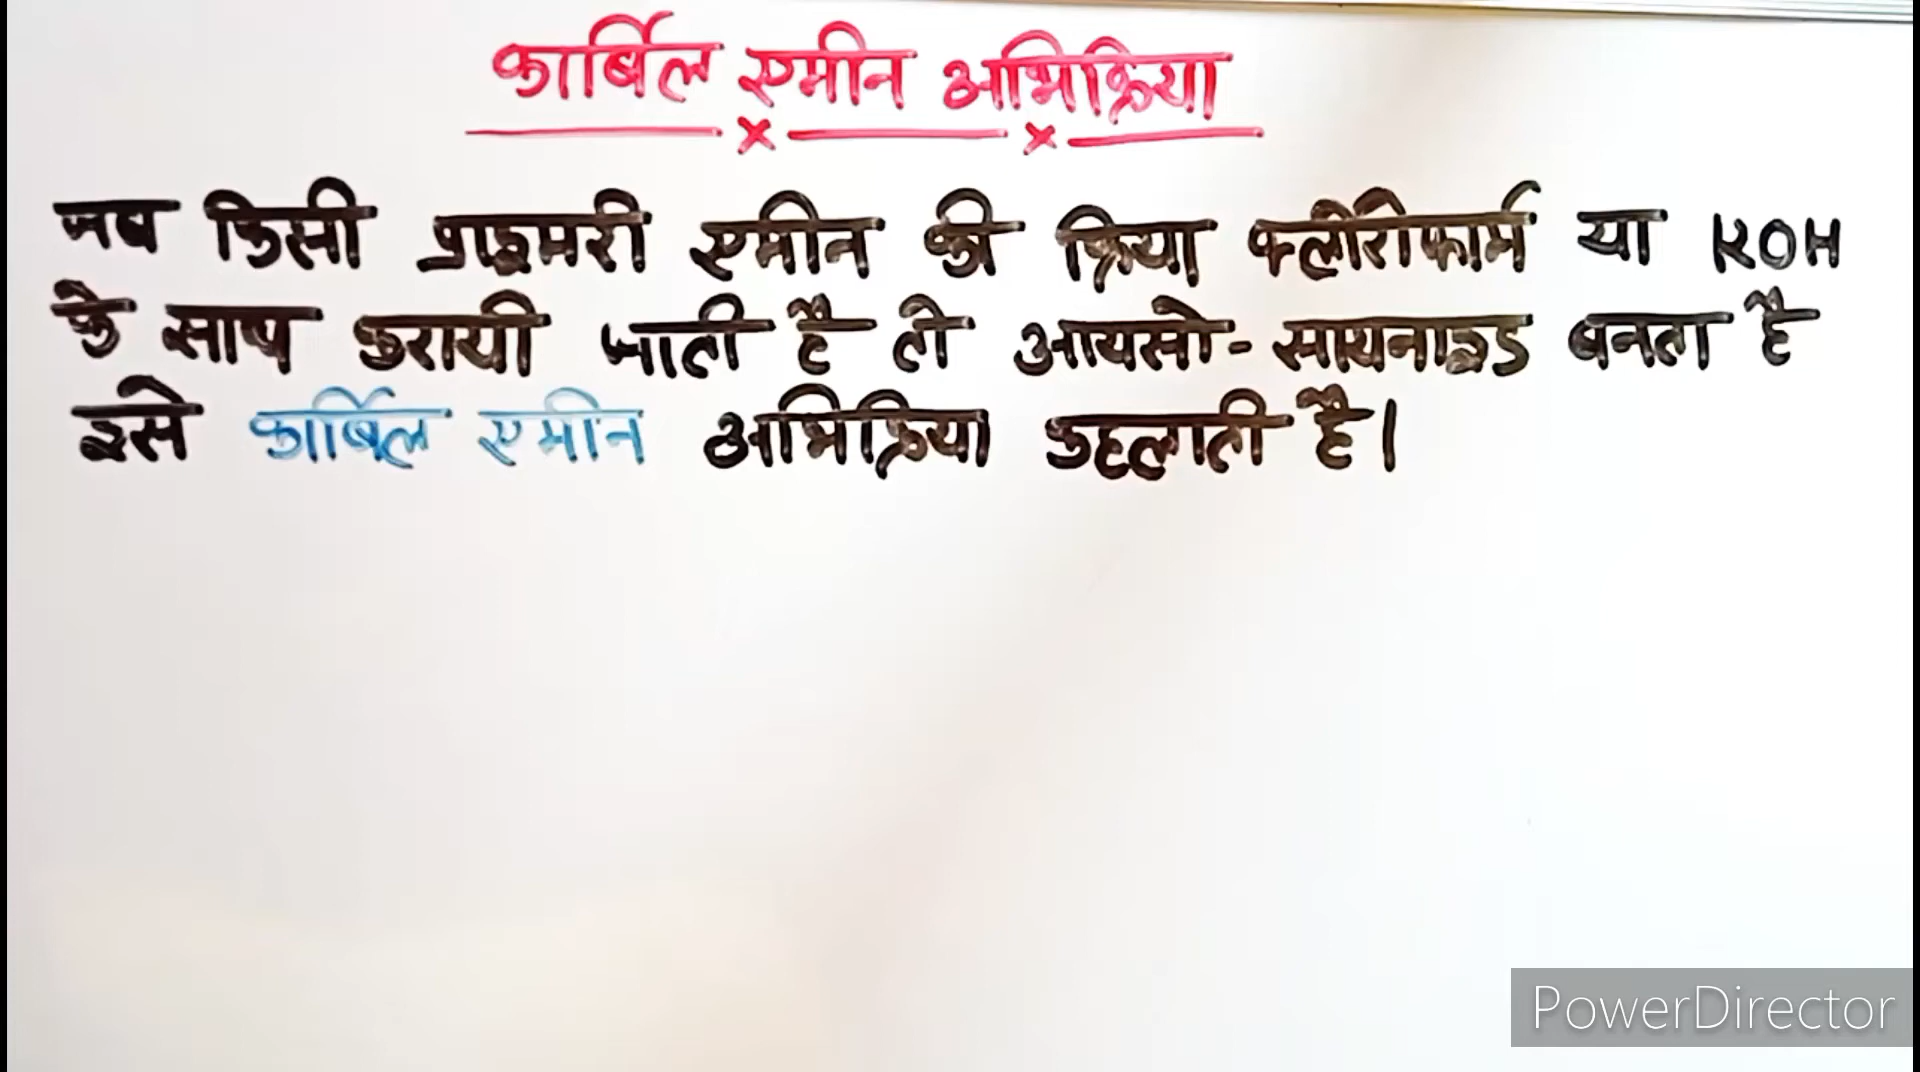 कार्बिल एमीन अभिक्रिया
जब किसी प्राइमरी एमीन की क्रिया क्लोरोफार्म या KOH
के साथ करायी जाती है तो आयसो-सायनाइड बनता है
इसे कार्बिल एमीन अभिक्रिया कहलाती है।
PowerDirector